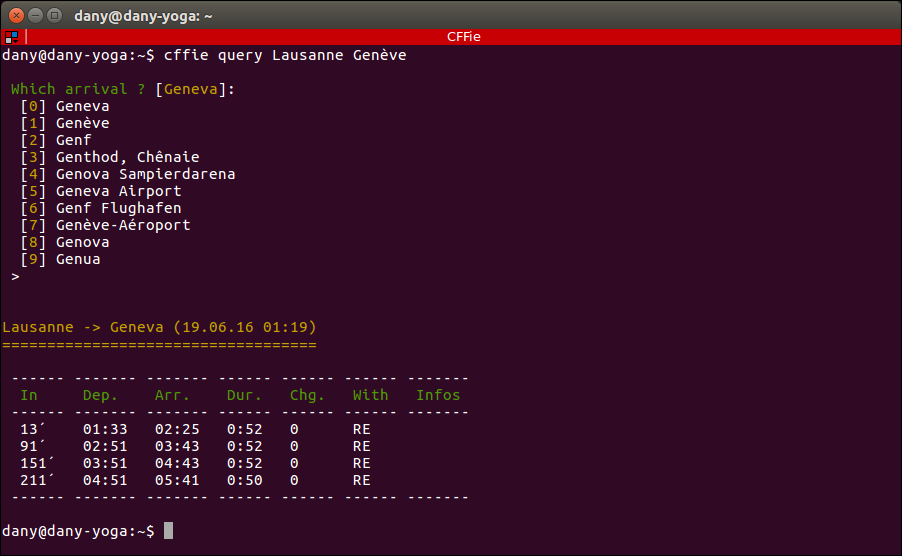 dany@dany-yoga: ~
CFFie
dany@dany-yoga:~$ cffie query Lausanne Genève
Which arrival ? [Geneva]:
[0] Geneva
[1] Genève
[2] Genf
[3] Genthod, Chênaie
[4] Genova Sampierdarena
[5] Geneva Airport
[6] Genf Flughafen
[7] Genève-Aéroport
[8] Genova
[9] Genua
>
Lausanne -> Geneva (19.06.16 01:19)
===================================
------ ------- ------- ------ ------ ------ -------
In Dep. Arr. Dur. Chg. With Infos
------ ------- ------- ------ ------ ------ -------
13´ 01:33 02:25 0:52 0 RE
91´ 02:51 03:43 0:52 0 RE
151´ 03:51 04:43 0:52 0 RE
211´ 04:51 05:41 0:50 0 RE
------ ------- ------- ------ ------ ------ -------
dany@dany-yoga:~$